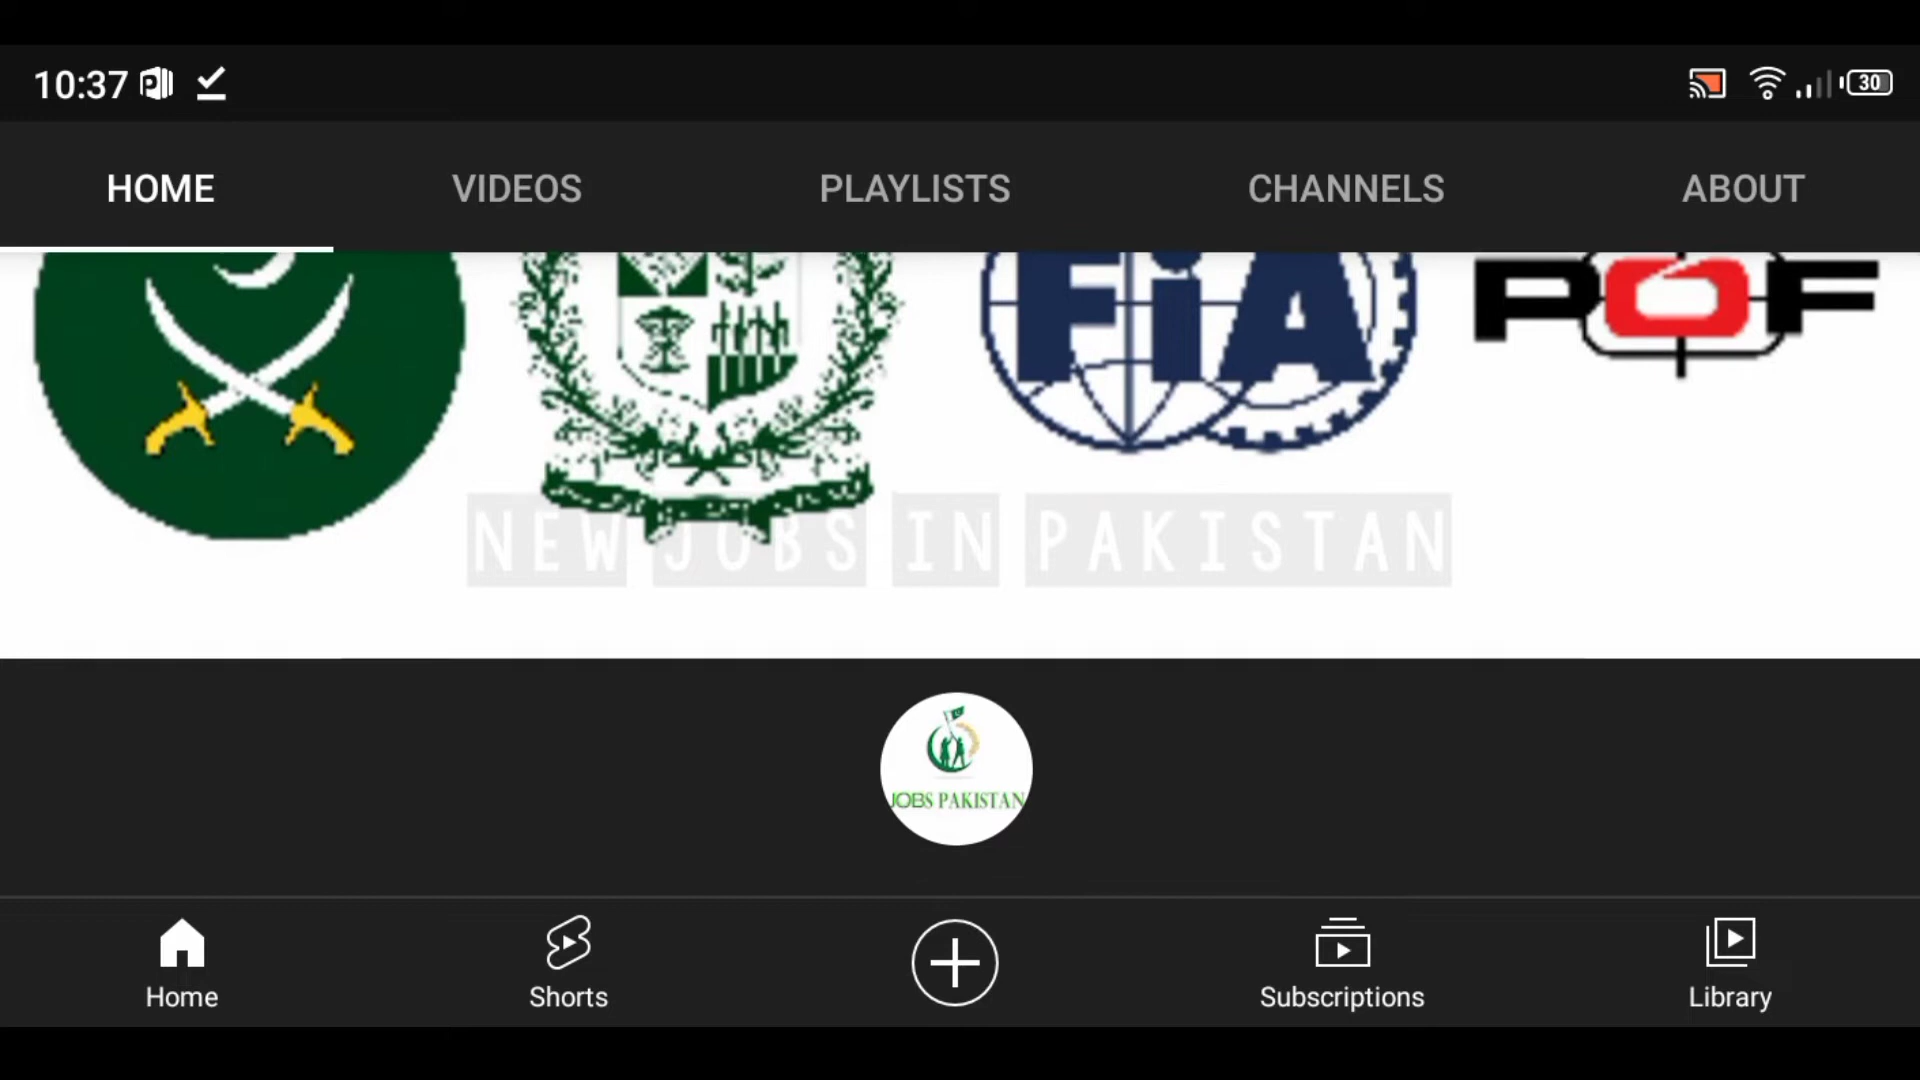 10:37
30
HOME VIDEOS PLAYLISTS CHANNELS ABOUT
FiA
POF
NEW JOBS IN PAKISTAN
JOBS PAKISTAN
Home Shorts Subscriptions Library